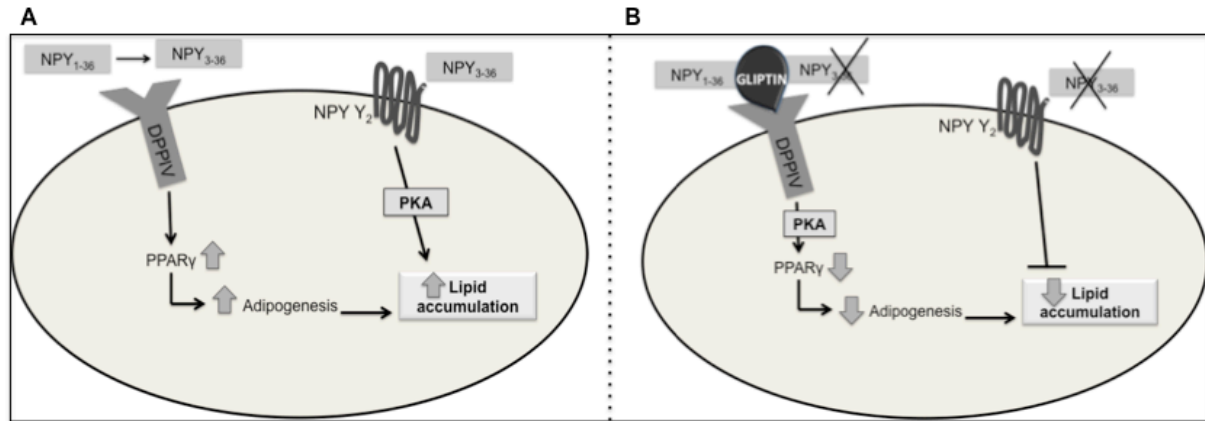 A
NPY1-36
NPY3-36
NPY3-36
NPY Y2
DPPIV
PKA
PPARγ
Adipogenesis
Lipid
accumulation
B
NPY1-36
GLIPTIN
NPY3-36
NPY3-36
NPY Y2
DPPIV
PKA
PPARγ
Adipogenesis
Lipid
accumulation